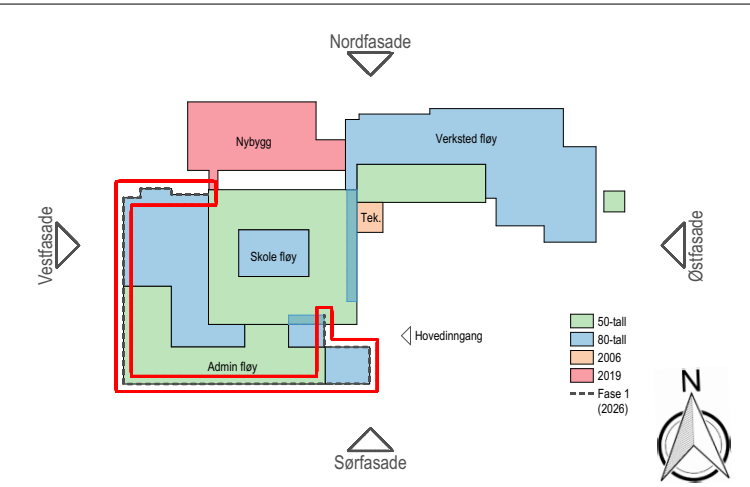 Nordfasade
Nybygg
Verksted fløy
Tek.
Vestfasade
Skole fløy
Østfasade
Hovedinngang
Admin fløy
50-tall
80-tall
2006
2019
Fase 1
(2026)
N
Sørfasade